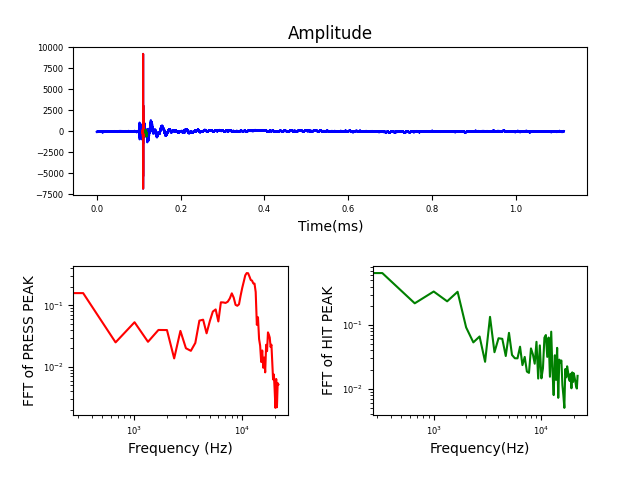 Amplitude
10000
7500
5000
2500
0
−2500
−5000
−7500
0.0 0.2 0.4 0.6 0.8 1.0
Time(ms)
FFT of PRESS PEAK
10⁻¹
10⁻²
10³ 10⁴
Frequency (Hz)
FFT of HIT PEAK
10⁻¹
10⁻²
10³ 10⁴
Frequency(Hz)